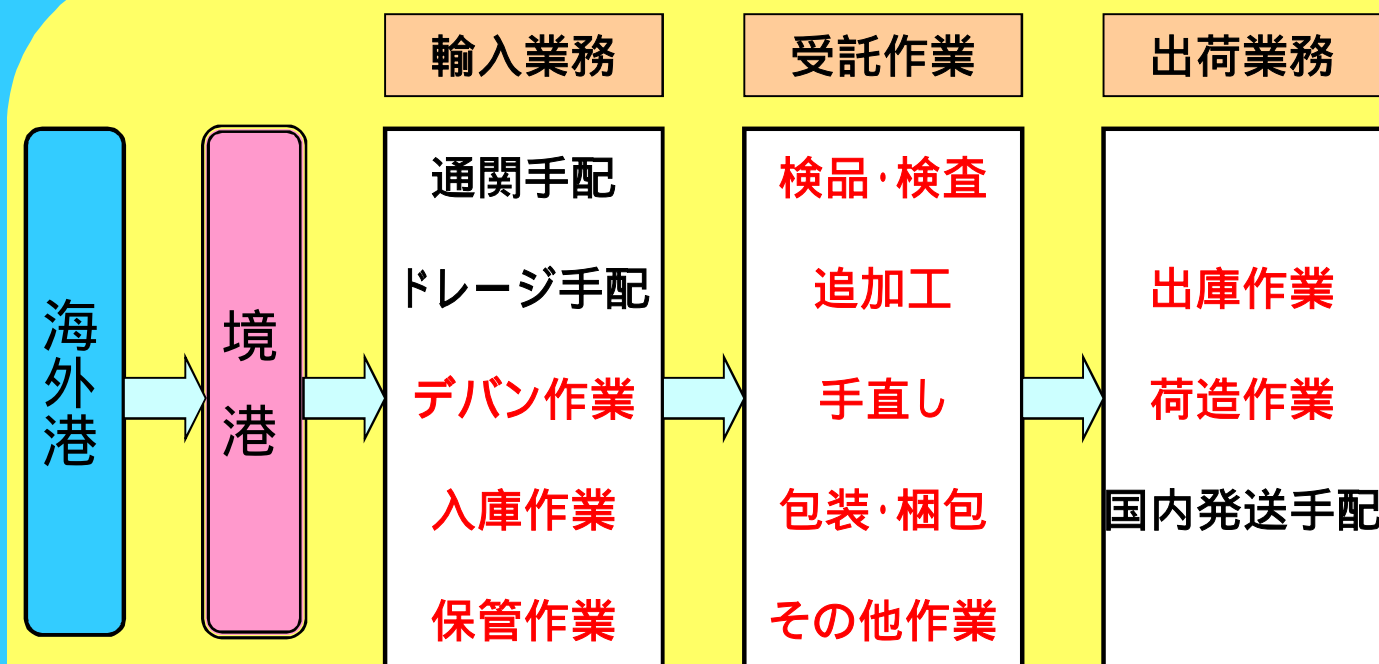 海外港
境港
輸入業務
通関手配
ドレージ手配
デバン作業
入庫作業
保管作業
受託作業
検品・検査
追加工
手直し
包装・梱包
その他作業
出荷業務
出庫作業
荷造作業
国内発送手配